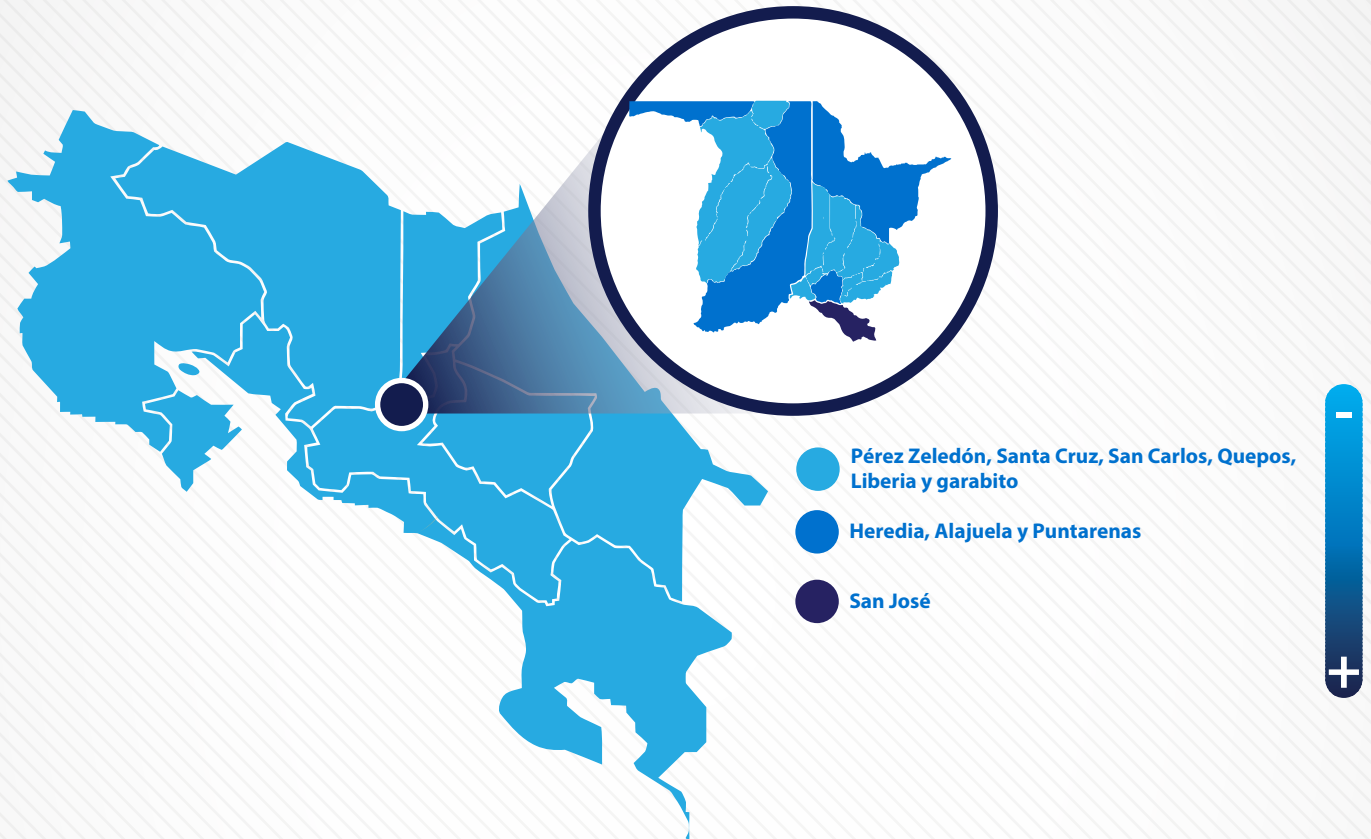 Pérez Zeledón, Santa Cruz, San Carlos, Quepos,
Liberia y garabito
Heredia, Alajuela y Puntarenas
San José
-
+